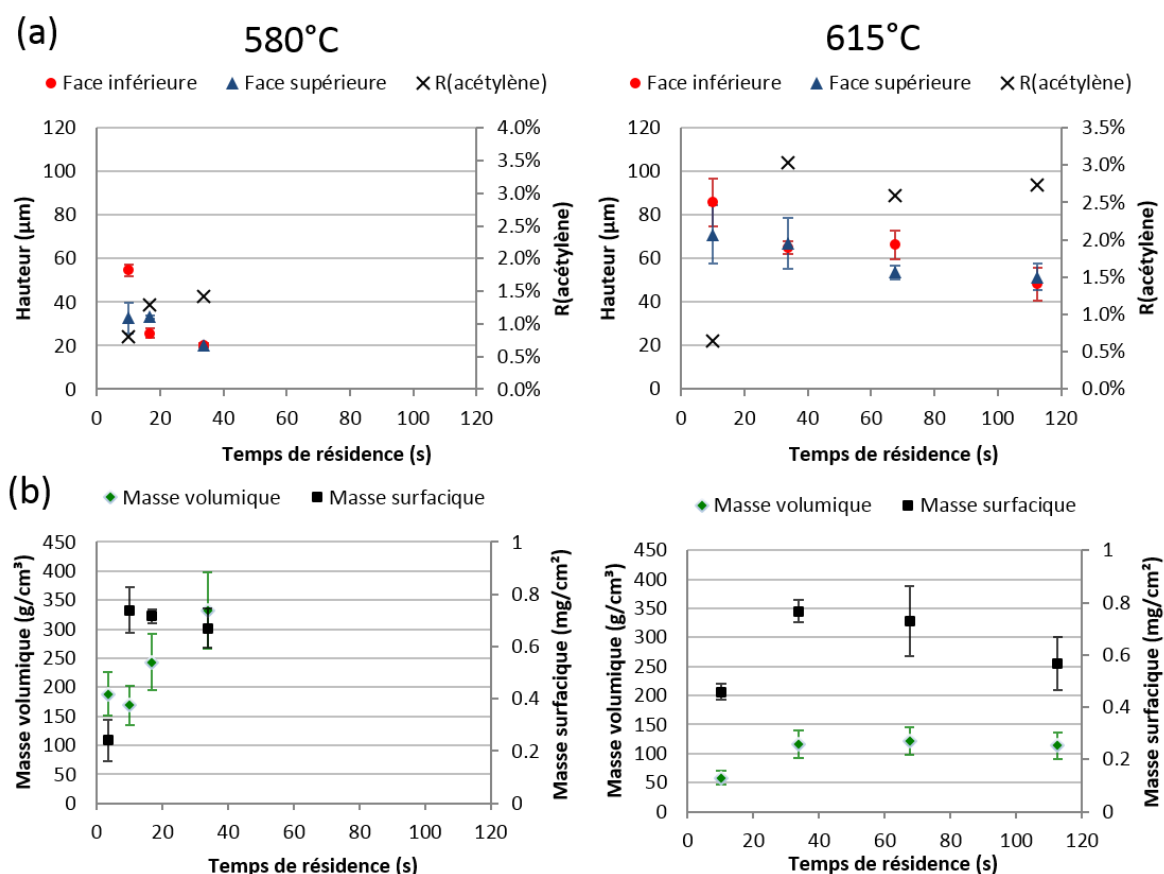 (a)
580°C
Face inférieure Face supérieure R(acétylène)
Hauteur (µm)
120
100
80
60
40
20
0
4.0%
3.5%
3.0%
2.5%
2.0%
1.5%
1.0%
0.5%
0.0%
R(acétylène)
0 20 40 60 80 100 120
Temps de résidence (s)
615°C
Face inférieure Face supérieure R(acétylène)
Hauteur (µm)
120
100
80
60
40
20
0
3.5%
3.0%
2.5%
2.0%
1.5%
1.0%
0.5%
0.0%
R(acétylène)
0 20 40 60 80 100 120
Temps de résidence (s)
(b)
Masse volumique Masse surfacique
Masse volumique (g/cm³)
450
400
350
300
250
200
150
100
50
0
1
0.8
0.6
0.4
0.2
0
Masse surfacique (mg/cm²)
0 20 40 60 80 100 120
Temps de résidence (s)
Masse volumique Masse surfacique
Masse volumique (g/cm³)
450
400
350
300
250
200
150
100
50
0
1
0.8
0.6
0.4
0.2
0
Masse surfacique (mg/cm²)
0 20 40 60 80 100 120
Temps de résidence (s)